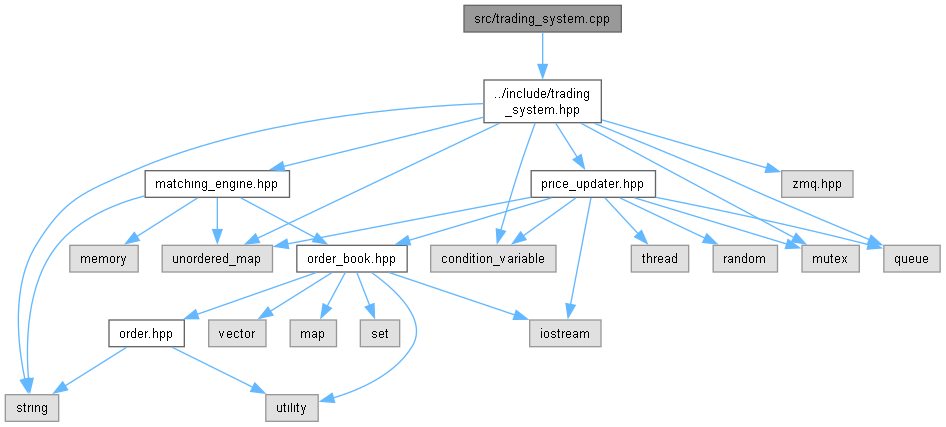 src/trading_system.cpp
../include/trading
_system.hpp
matching_engine.hpp
price_updater.hpp
zmq.hpp
memory
unordered_map
order_book.hpp
condition_variable
thread
random
mutex
queue
order.hpp
vector
map
set
iostream
string
utility